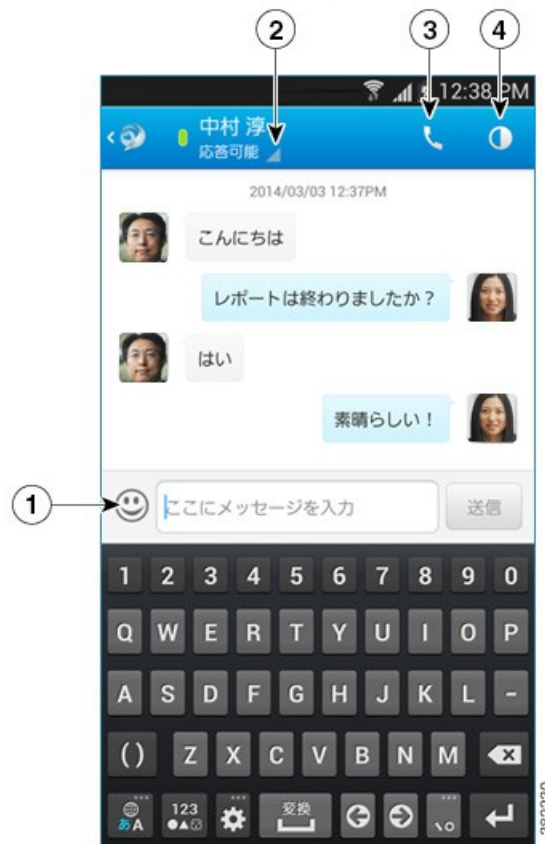 2
3
4
12:38 PM
中村 淳
応答可能
2014/03/03 12:37PM
こんにちは
レポートは終わりましたか？
はい
素晴らしい！
1
ここにメッセージを入力
送信
1 2 3 4 5 6 7 8 9 0
Q W E R T Y U I O P
A S D F G H J K L -
( ) Z X C V B N M
あA 123 変換